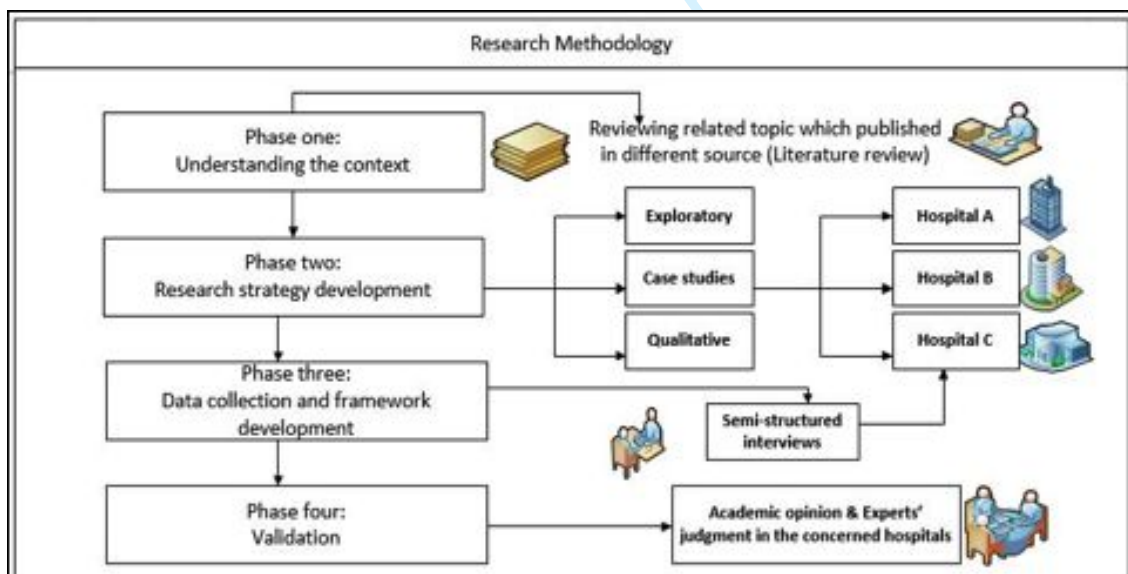 Research Methodology
Phase one:
Understanding the context
Reviewing related topic which published
in different source (Literature review)
Phase two:
Research strategy development
Exploratory
Case studies
Qualitative
Hospital A
Hospital B
Hospital C
Phase three:
Data collection and framework
development
Semi-structured
interviews
Phase four:
Validation
Academic opinion & Experts'
judgment in the concerned hospitals